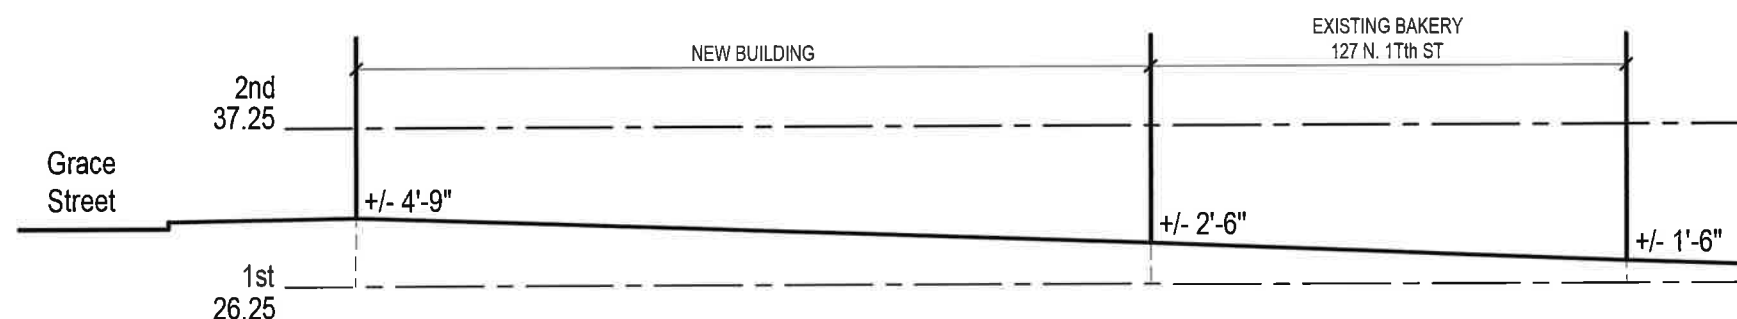 EXISTING BAKERY
127 N. 1Tth ST
NEW BUILDING
2nd
37.25
Grace
Street
+/- 4'-9"
+/- 2'-6"
+/- 1'-6"
1st
26.25